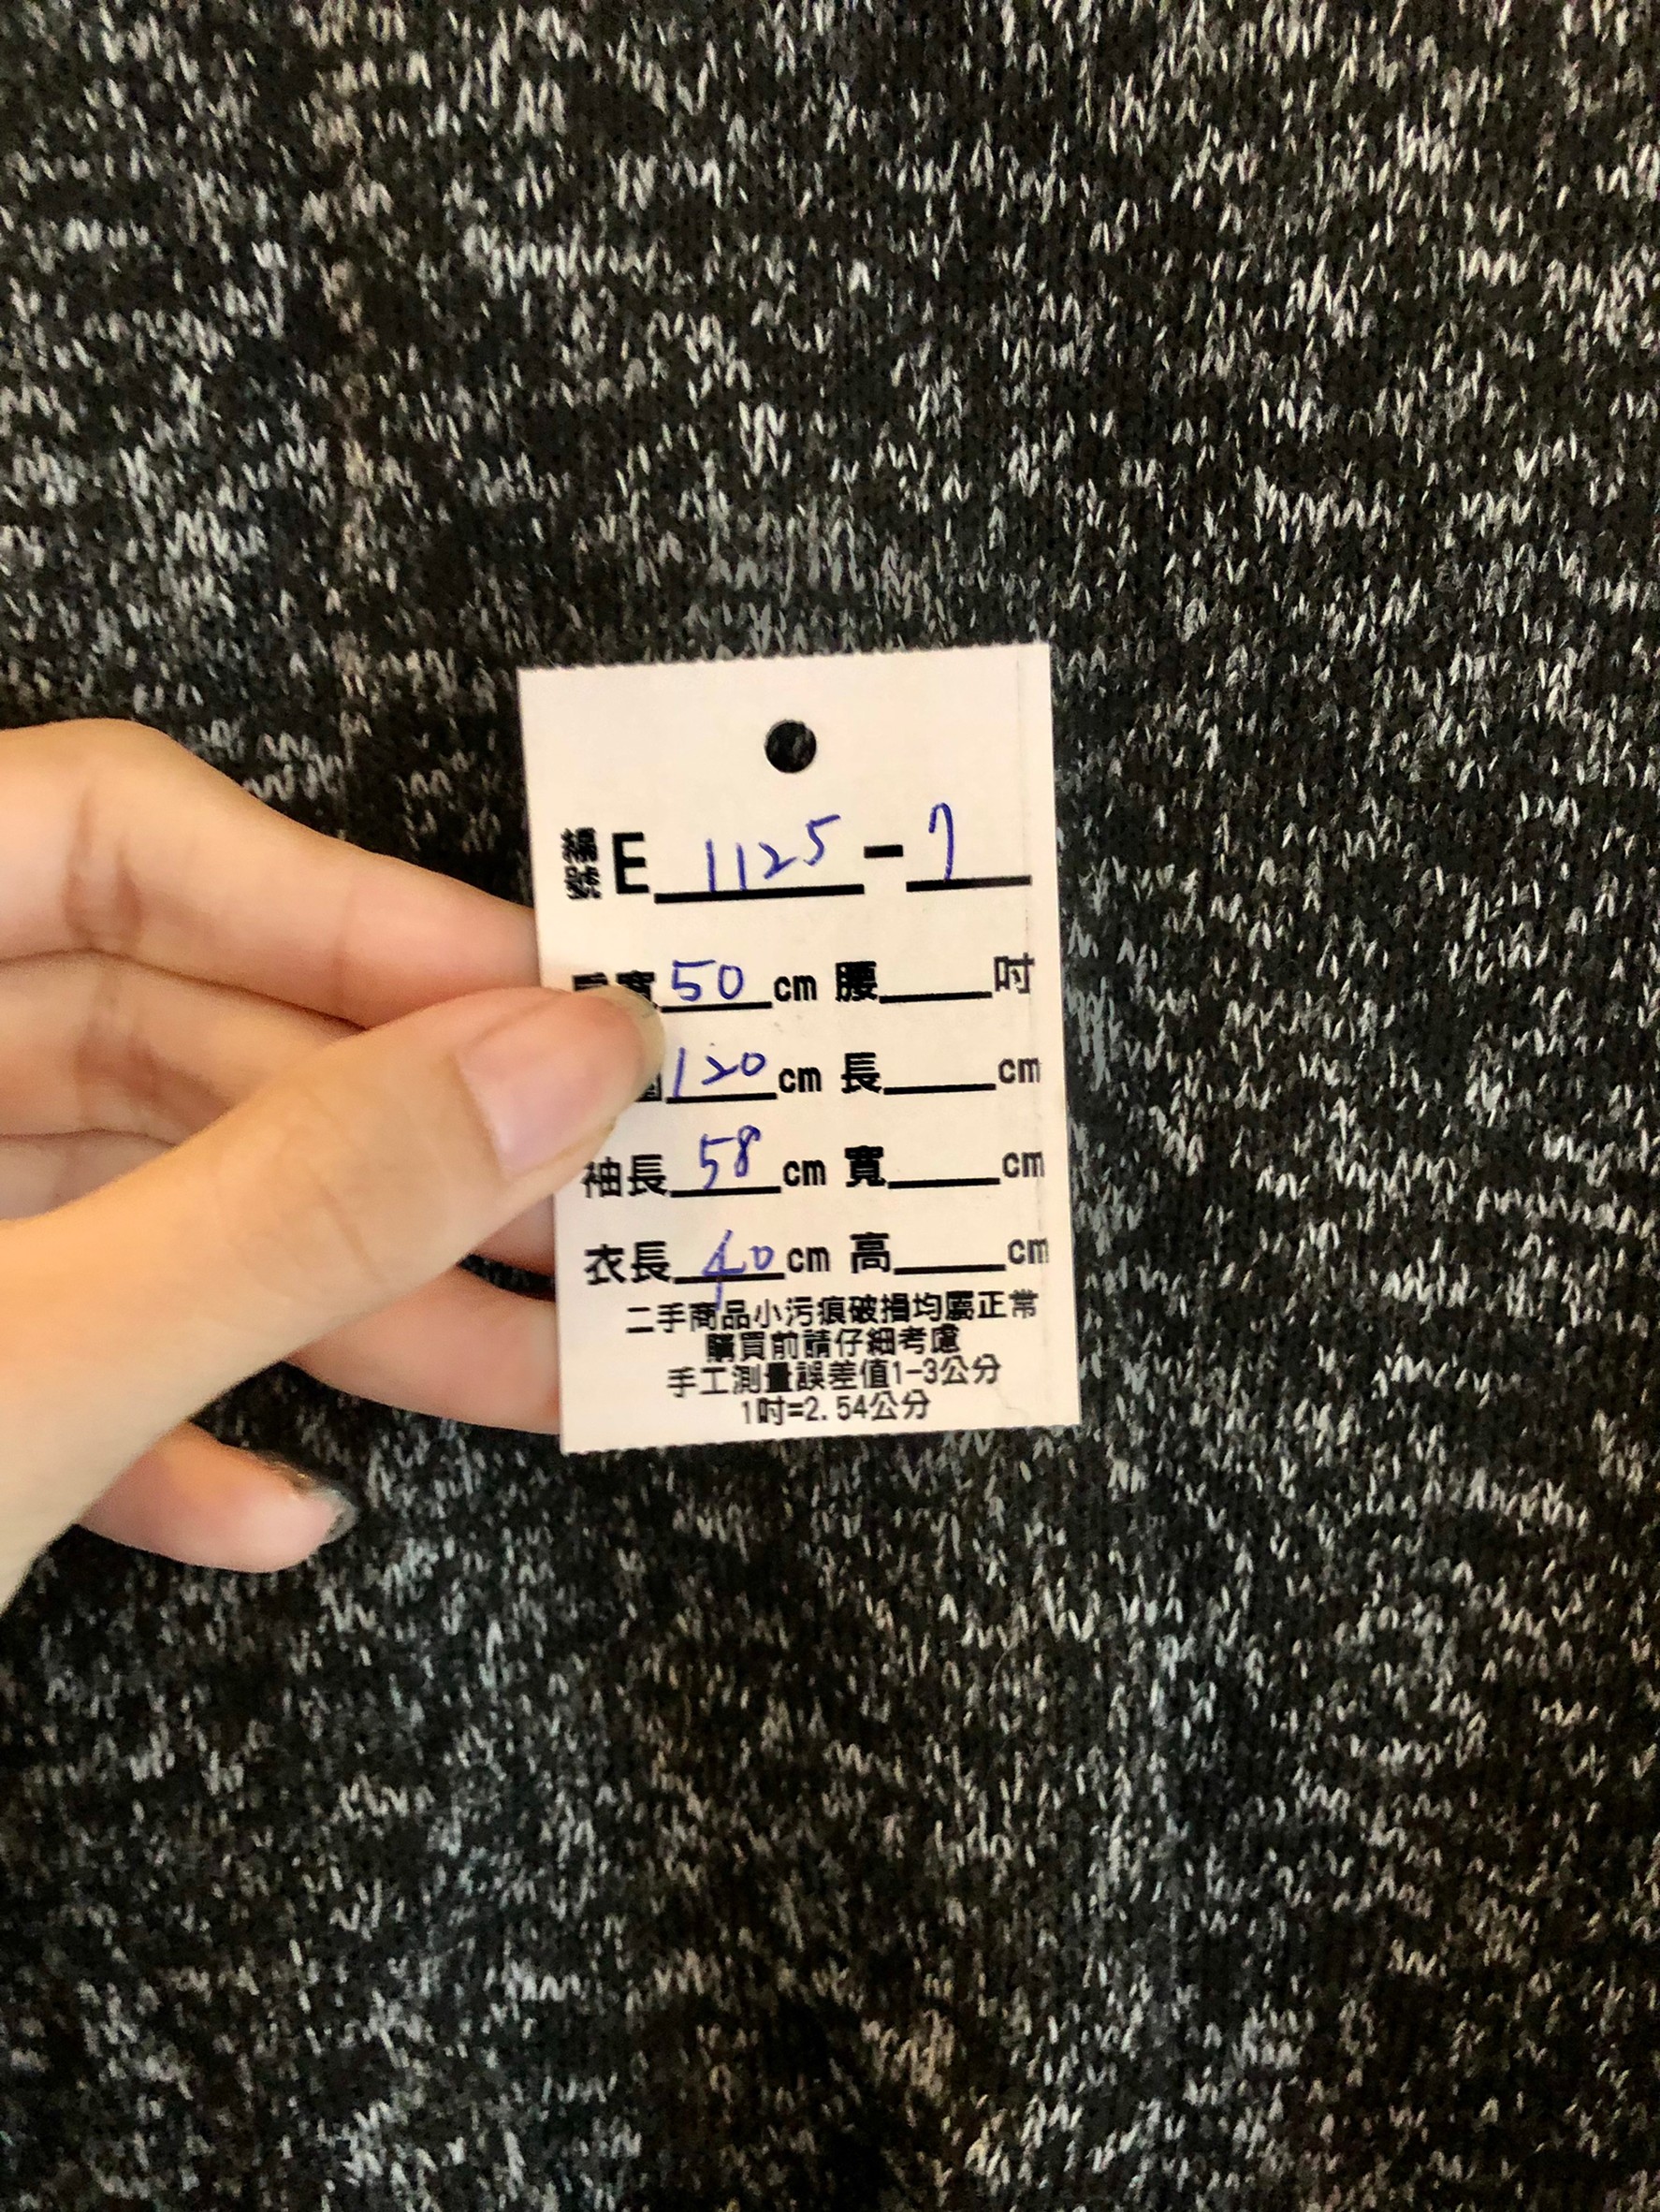 編號 E 1125-7
肩寬 50 cm 腰 吋
120 cm 長 cm
袖長 58 cm 寬 cm
衣長 40 cm 高 cm
二手商品小污痕破損均屬正常
購買前請仔細考慮
手工測量誤差值1-3公分
1吋=2.54公分